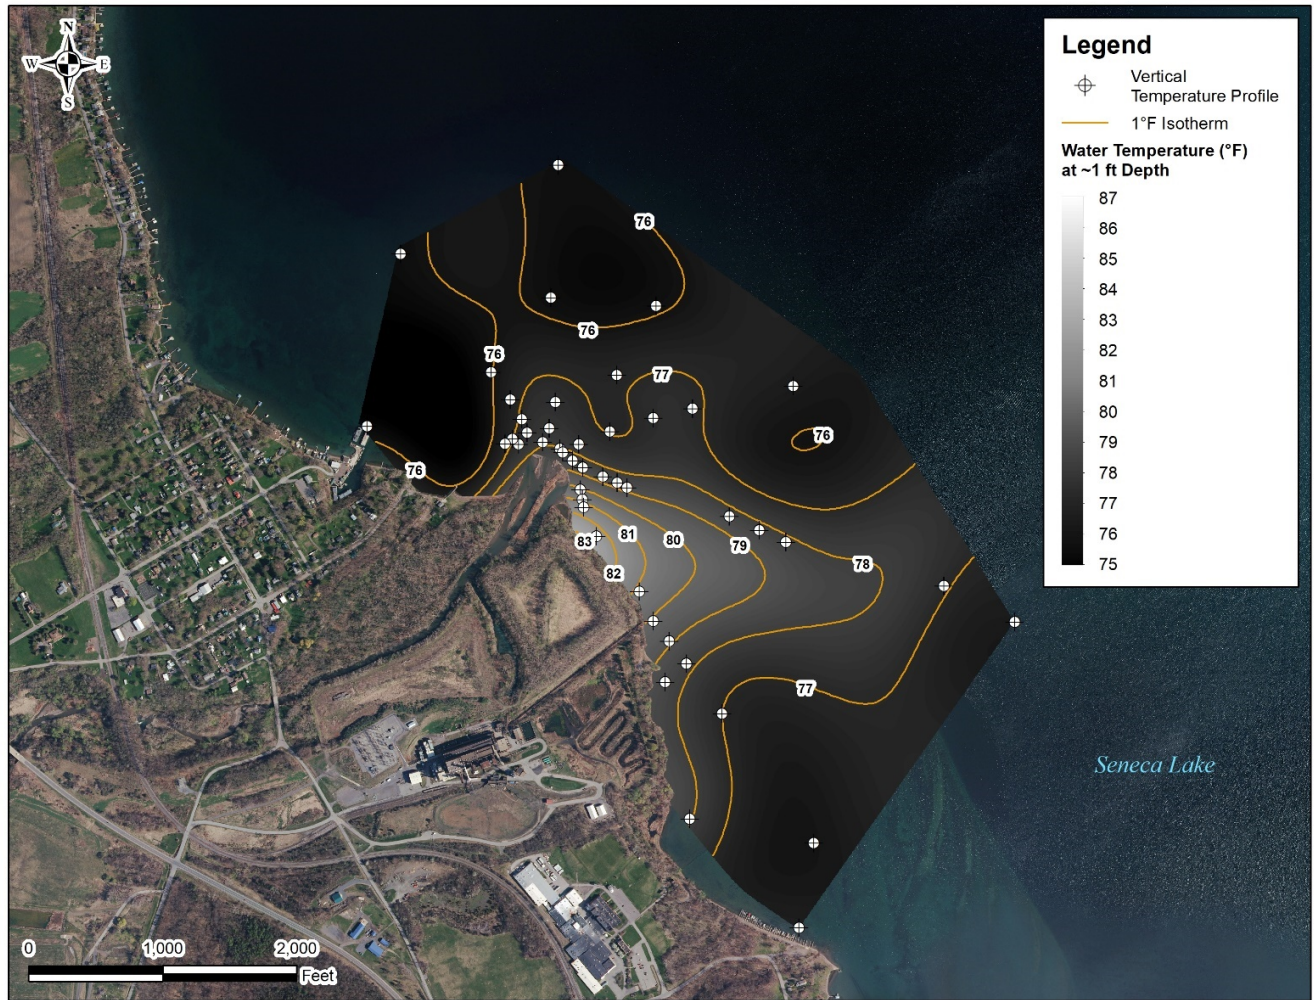 N
W E
S
Legend
Vertical
Temperature Profile
1°F Isotherm
Water Temperature (°F)
at ~1 ft Depth
87
86
85
84
83
82
81
80
79
78
77
76
75
76
76
76
77
76
76
83
82
81
80
79
78
77
Seneca Lake
0 1,000 2,000
Feet